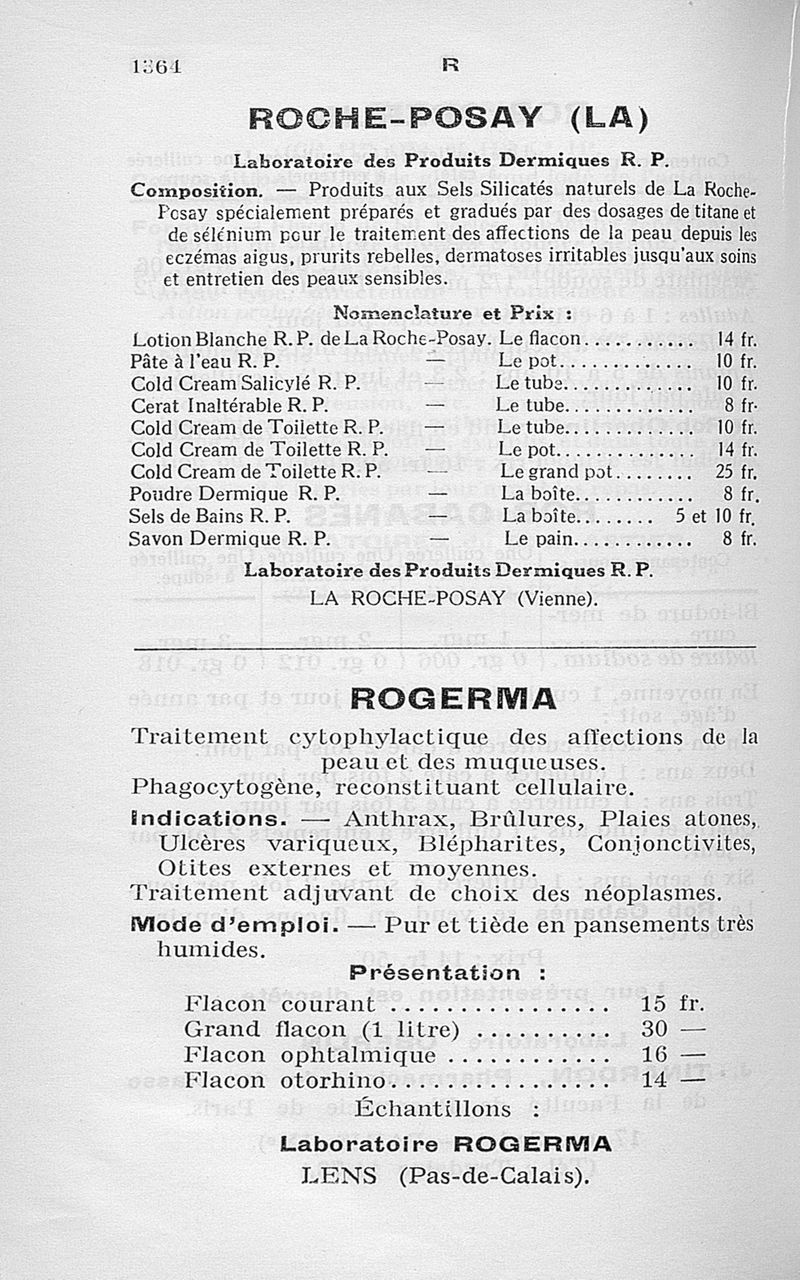 1364
R
ROCHE-POSAY (LA)
Laboratoire des Produits Dermiques R. P.
Composition. — Produits aux Sels Silicatés naturels de La Roche-
Posay spécialement préparés et gradués par des dosages de titane et
de sélénium pour le traitement des affections de la peau depuis les
eczémas aigus, prurits rebelles, dermatoses irritables jusqu'aux soins
et entretien des peaux sensibles.
Nomenclature et Prix :
Lotion Blanche R. P. de La Roche-Posay. Le flacon............ 14 fr.
Pâte à l'eau R. P. — Le pot............... 10 fr.
Cold Cream Salicylé R. P. — Le tube.............. 10 fr.
Cerat Inaltérable R. P. — Le tube.............. 8 fr.
Cold Cream de Toilette R. P. — Le tube.............. 10 fr.
Cold Cream de Toilette R. P. — Le pot............... 14 fr.
Cold Cream de Toilette R. P. Le grand pot......... 25 fr.
Poudre Dermique R. P. — La boîte............. 8 fr.
Sels de Bains R. P. — La boîte........ 5 et 10 fr.
Savon Dermique R. P. — Le pain............. 8 fr.
Laboratoire des Produits Dermiques R. P.
LA ROCHE-POSAY (Vienne).
ROGERMA
Traitement cytophylactique des affections de la
peau et des muqueuses.
Phagocytogène, reconstituant cellulaire.
Indications. — Anthrax, Brûlures, Plaies atones,
Ulcères variqueux, Blépharites, Conjonctivites,
Otites externes et moyennes.
Traitement adjuvant de choix des néoplasmes.
Mode d'emploi. — Pur et tiède en pansements très
humides.
Présentation :
Flacon courant ................ 15 fr.
Grand flacon (1 litre) .......... 30 —
Flacon ophtalmique ............ 16 —
Flacon otorhino................ 14 —
Échantillons :
Laboratoire ROGERMA
LENS (Pas-de-Calais).